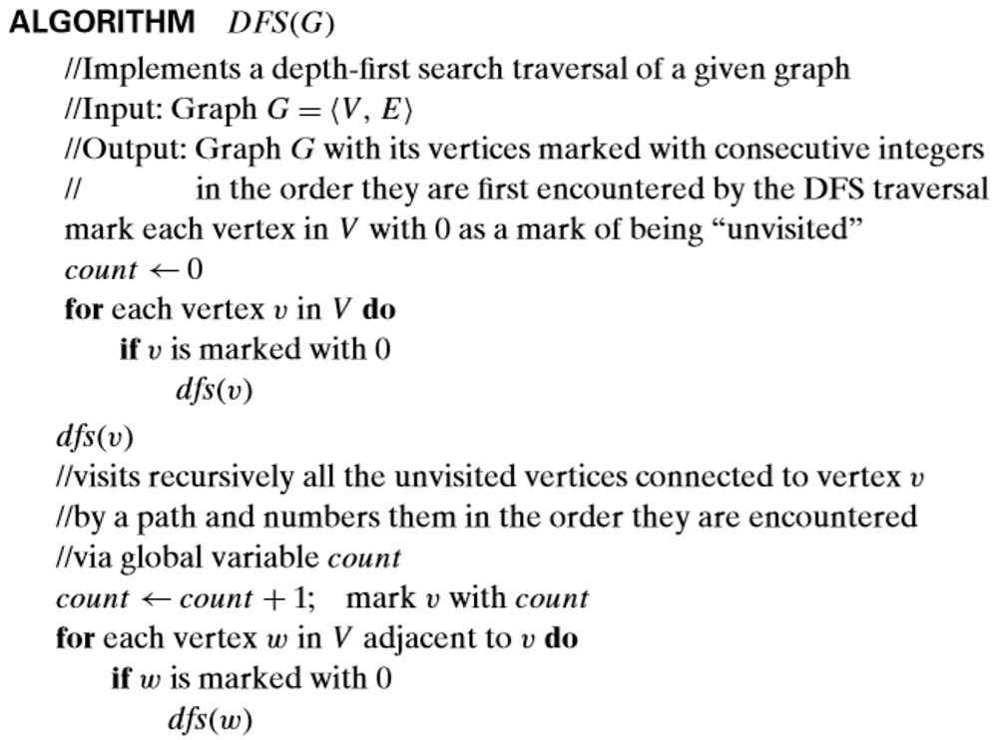 ALGORITHM DFS(G)
//Implements a depth-first search traversal of a given graph
//Input: Graph G = ⟨V, E⟩
//Output: Graph G with its vertices marked with consecutive integers
// in the order they are first encountered by the DFS traversal
mark each vertex in V with 0 as a mark of being “unvisited”
count ← 0
for each vertex v in V do
if v is marked with 0
dfs(v)
dfs(v)
//visits recursively all the unvisited vertices connected to vertex v
//by a path and numbers them in the order they are encountered
//via global variable count
count ← count + 1; mark v with count
for each vertex w in V adjacent to v do
if w is marked with 0
dfs(w)